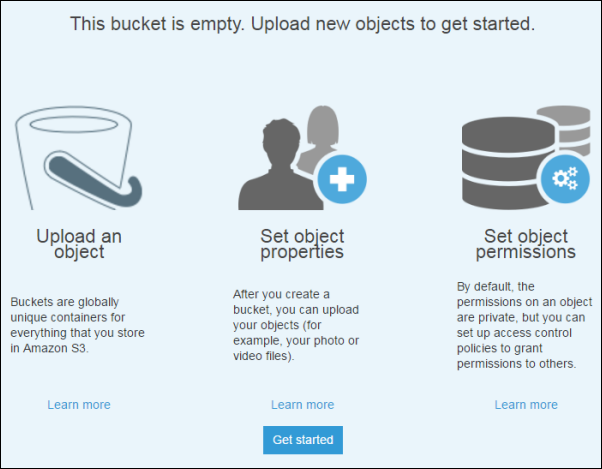 This bucket is empty. Upload new objects to get started.
Upload an
object
Buckets are globally
unique containers for
everything that you store
in Amazon S3.
Learn more
Set object
properties
After you create a
bucket, you can upload
your objects (for
example, your photo or
video files).
Learn more
Set object
permissions
By default, the
permissions on an object
are private, but you can
set up access control
policies to grant
permissions to others.
Learn more
Get started